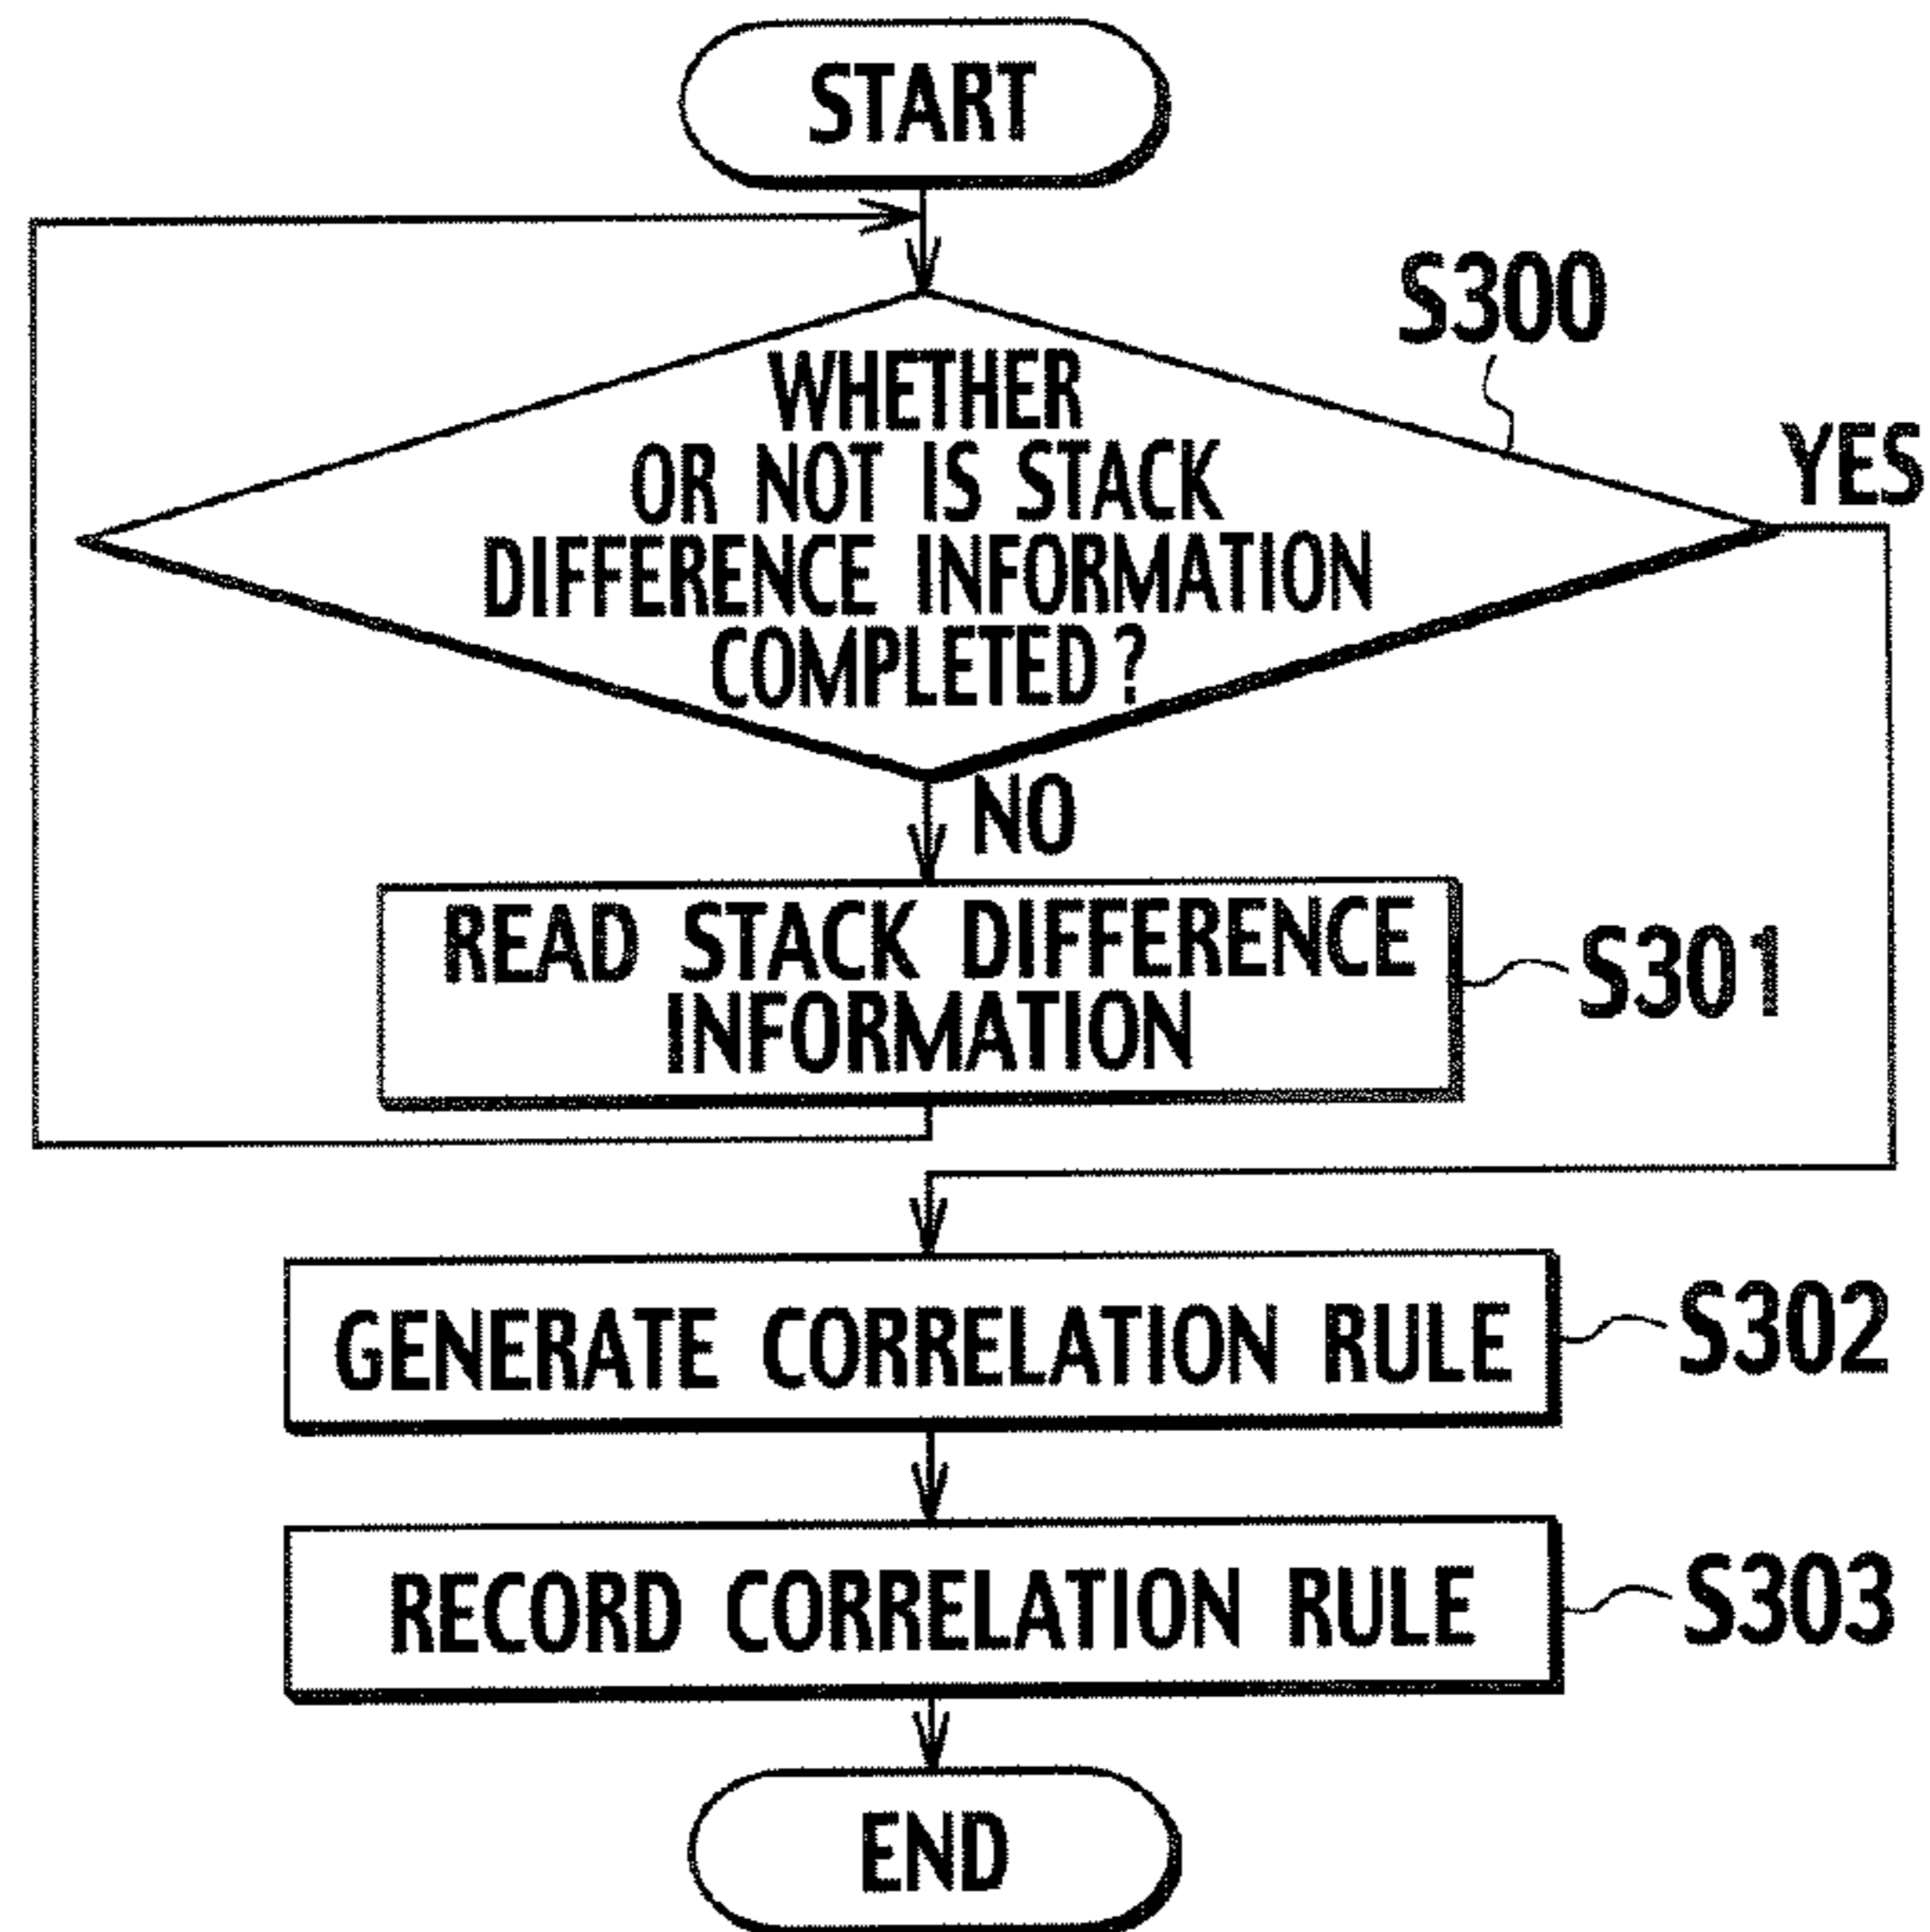 START
S300
WHETHER
OR NOT IS STACK
DIFFERENCE INFORMATION
COMPLETED?
YES
NO
READ STACK DIFFERENCE
INFORMATION
S301
GENERATE CORRELATION RULE
S302
RECORD CORRELATION RULE
S303
END